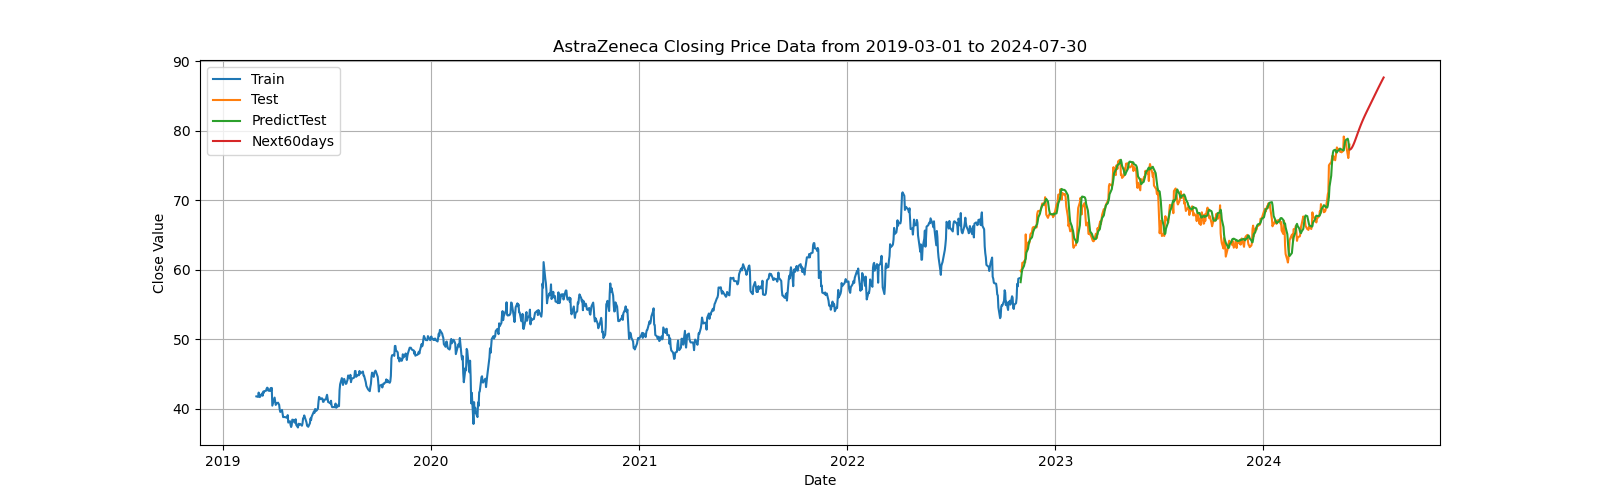 AstraZeneca Closing Price Data from 2019-03-01 to 2024-07-30
Train
Test
PredictTest
Next60days
Close Value
90
80
70
60
50
40
2019 2020 2021 2022 2023 2024
Date